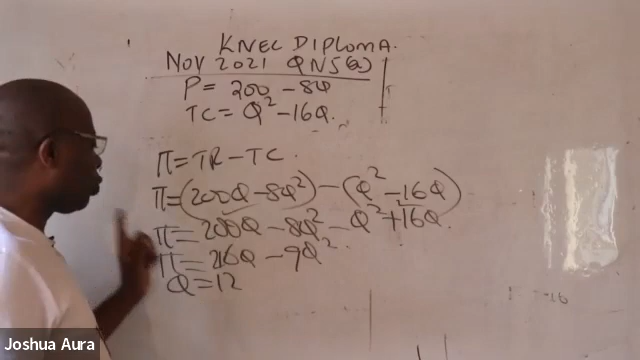 KNEC DIPLOMA.
NOV 2021 QN5(a)
P = 200 - 8Q
TC = Q² - 16Q.
Π = TR - TC.
Π = (200Q - 8Q²) - (Q² - 16Q)
Π = 200Q - 8Q² - Q² + 16Q.
Π = 216Q - 9Q².
Q = 12
Joshua Aura